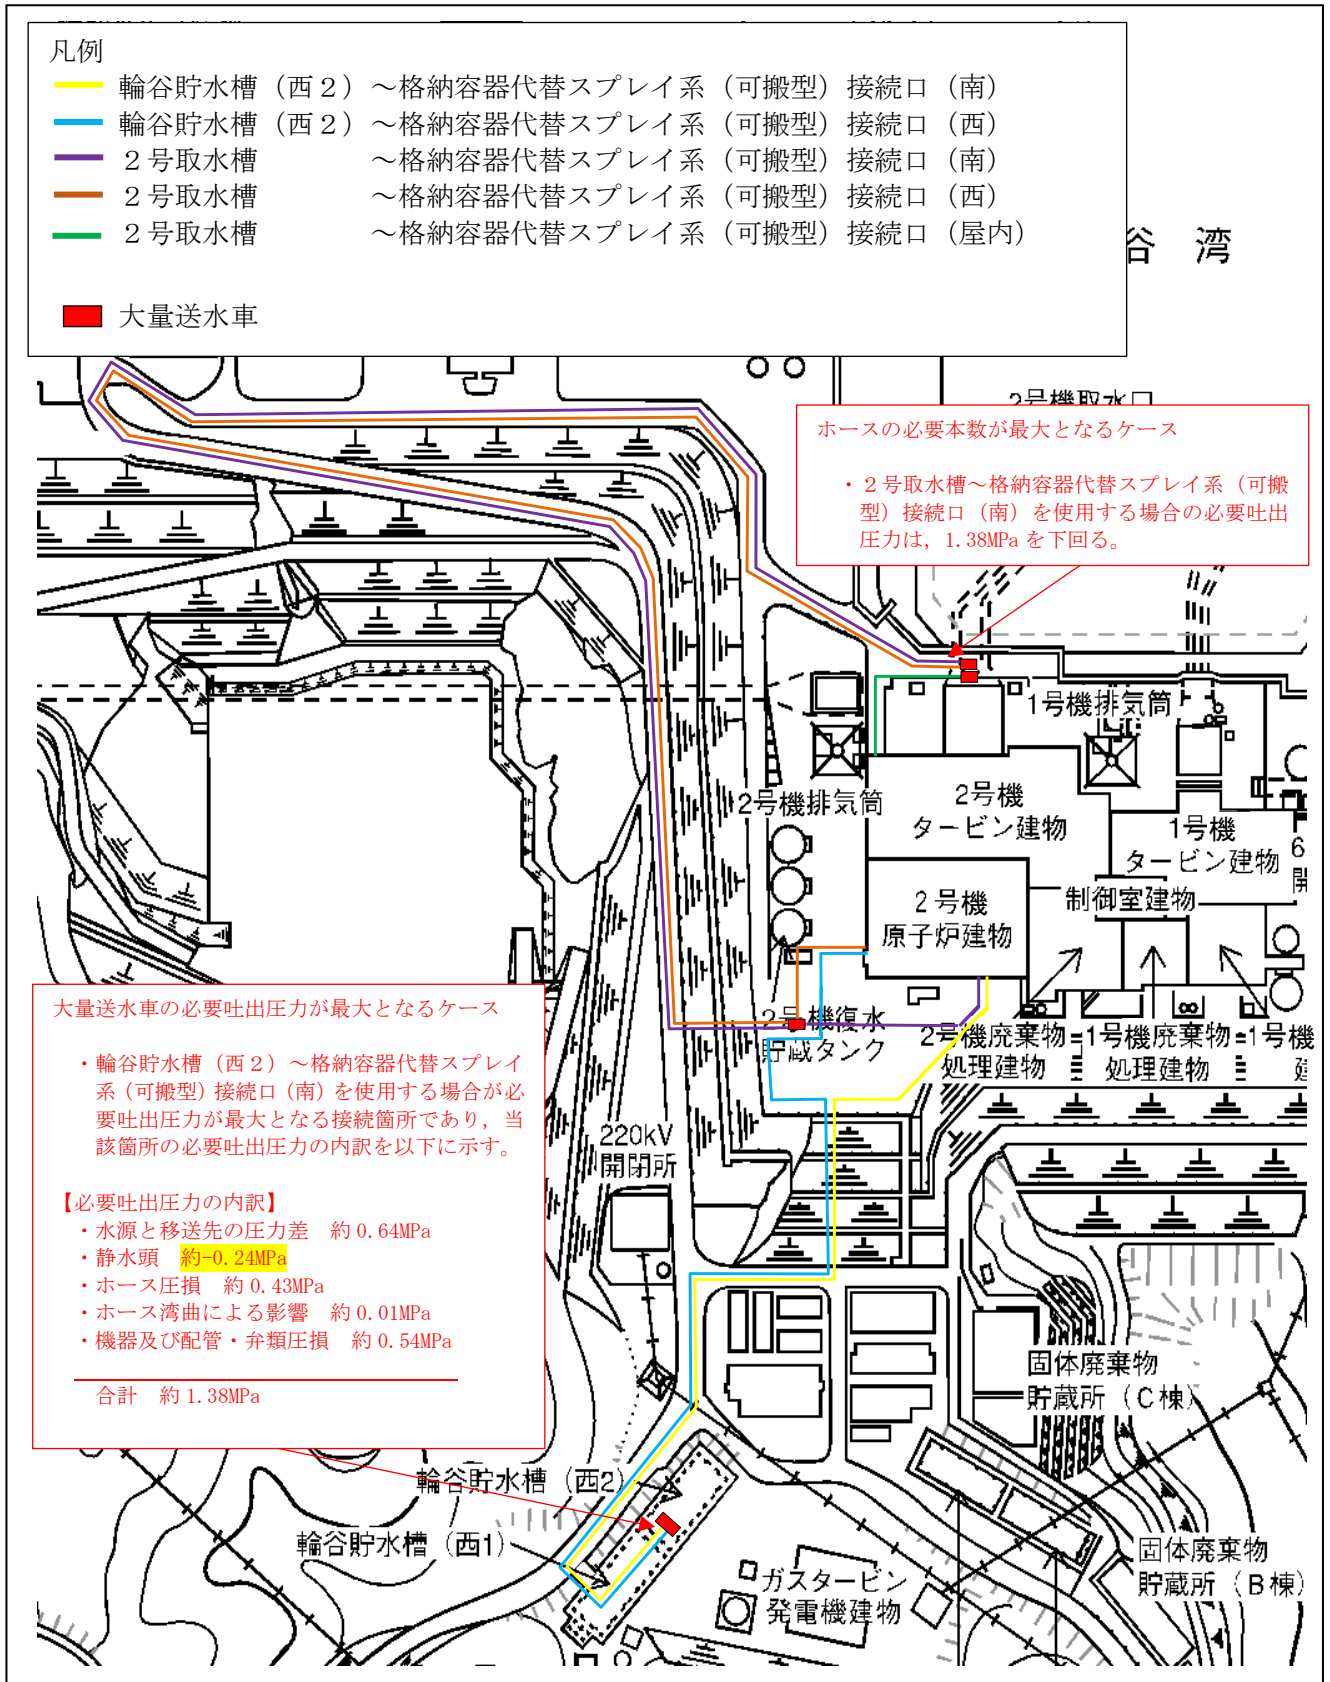 凡例
輪谷貯水槽（西２）～格納容器代替スプレイ系（可搬型）接続口（南）
輪谷貯水槽（西２）～格納容器代替スプレイ系（可搬型）接続口（西）
２号取水槽　　　　～格納容器代替スプレイ系（可搬型）接続口（南）
２号取水槽　　　　～格納容器代替スプレイ系（可搬型）接続口（西）
２号取水槽　　　　～格納容器代替スプレイ系（可搬型）接続口（屋内）
大量送水車
谷 湾
2号機取水口
ホースの必要本数が最大となるケース
・２号取水槽～格納容器代替スプレイ系（可搬
型）接続口（南）を使用する場合の必要吐出
圧力は，1.38MPaを下回る。
1号機排気筒
2号機排気筒
2号機
タービン建物
1号機
タービン建物
6
開
制御室建物
2号機
原子炉建物
2号機復水
貯蔵タンク
2号機廃棄物
処理建物
1号機廃棄物
処理建物
1号機
建
大量送水車の必要吐出圧力が最大となるケース
・輪谷貯水槽（西２）～格納容器代替スプレイ
系（可搬型）接続口（南）を使用する場合が必
要吐出圧力が最大となる接続箇所であり，当
該箇所の必要吐出圧力の内訳を以下に示す。
【必要吐出圧力の内訳】
・水源と移送先の圧力差　約0.64MPa
・静水頭　約-0.24MPa
・ホース圧損　約0.43MPa
・ホース湾曲による影響　約0.01MPa
・機器及び配管・弁類圧損　約0.54MPa
合計　約1.38MPa
220kV
開閉所
固体廃棄物
貯蔵所（C棟）
輪谷貯水槽（西2）
輪谷貯水槽（西1）
ガスタービン
発電機建物
固体廃棄物
貯蔵所（B棟）